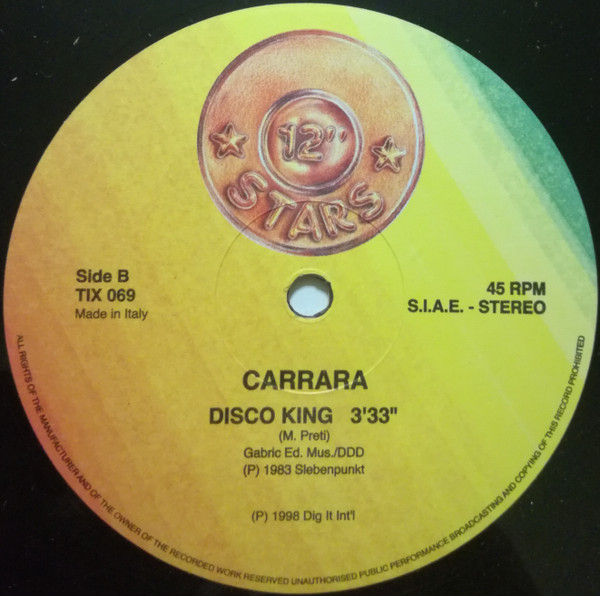 12"
STARS
Side B
TIX 069
Made in Italy
45 RPM
S.I.A.E. - STEREO
CARRARA
DISCO KING 3'33"
(M. Preti)
Gabric Ed. Mus./DDD
(P) 1983 Slebenpunkt
(P) 1998 Dig It Int'l
ALL RIGHTS OF THE MANUFACTURER AND OF THE OWNER OF THE RECORDED WORK RESERVED UNAUTHORISED PUBLIC PERFORMANCE BROADCASTING AND COPYING OF THIS RECORD PROHIBITED